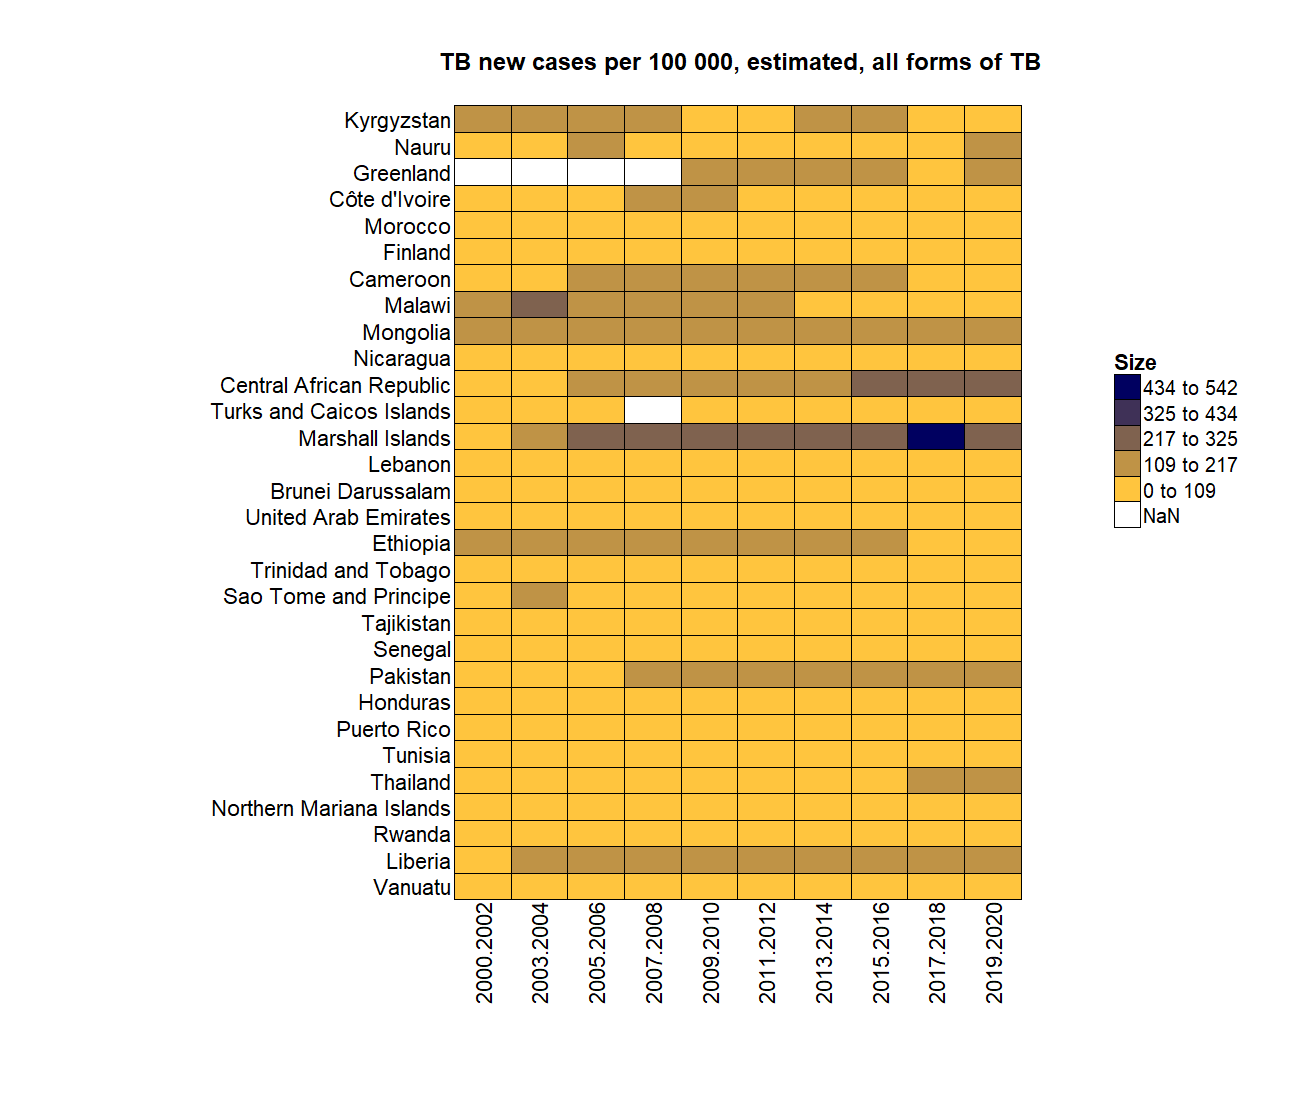 TB new cases per 100 000, estimated, all forms of TB
Kyrgyzstan
Nauru
Greenland
Côte d'Ivoire
Morocco
Finland
Cameroon
Malawi
Mongolia
Nicaragua
Central African Republic
Turks and Caicos Islands
Marshall Islands
Lebanon
Brunei Darussalam
United Arab Emirates
Ethiopia
Trinidad and Tobago
Sao Tome and Principe
Tajikistan
Senegal
Pakistan
Honduras
Puerto Rico
Tunisia
Thailand
Northern Mariana Islands
Rwanda
Liberia
Vanuatu
2000.2002
2003.2004
2005.2006
2007.2008
2009.2010
2011.2012
2013.2014
2015.2016
2017.2018
2019.2020
Size
434 to 542
325 to 434
217 to 325
109 to 217
0 to 109
NaN